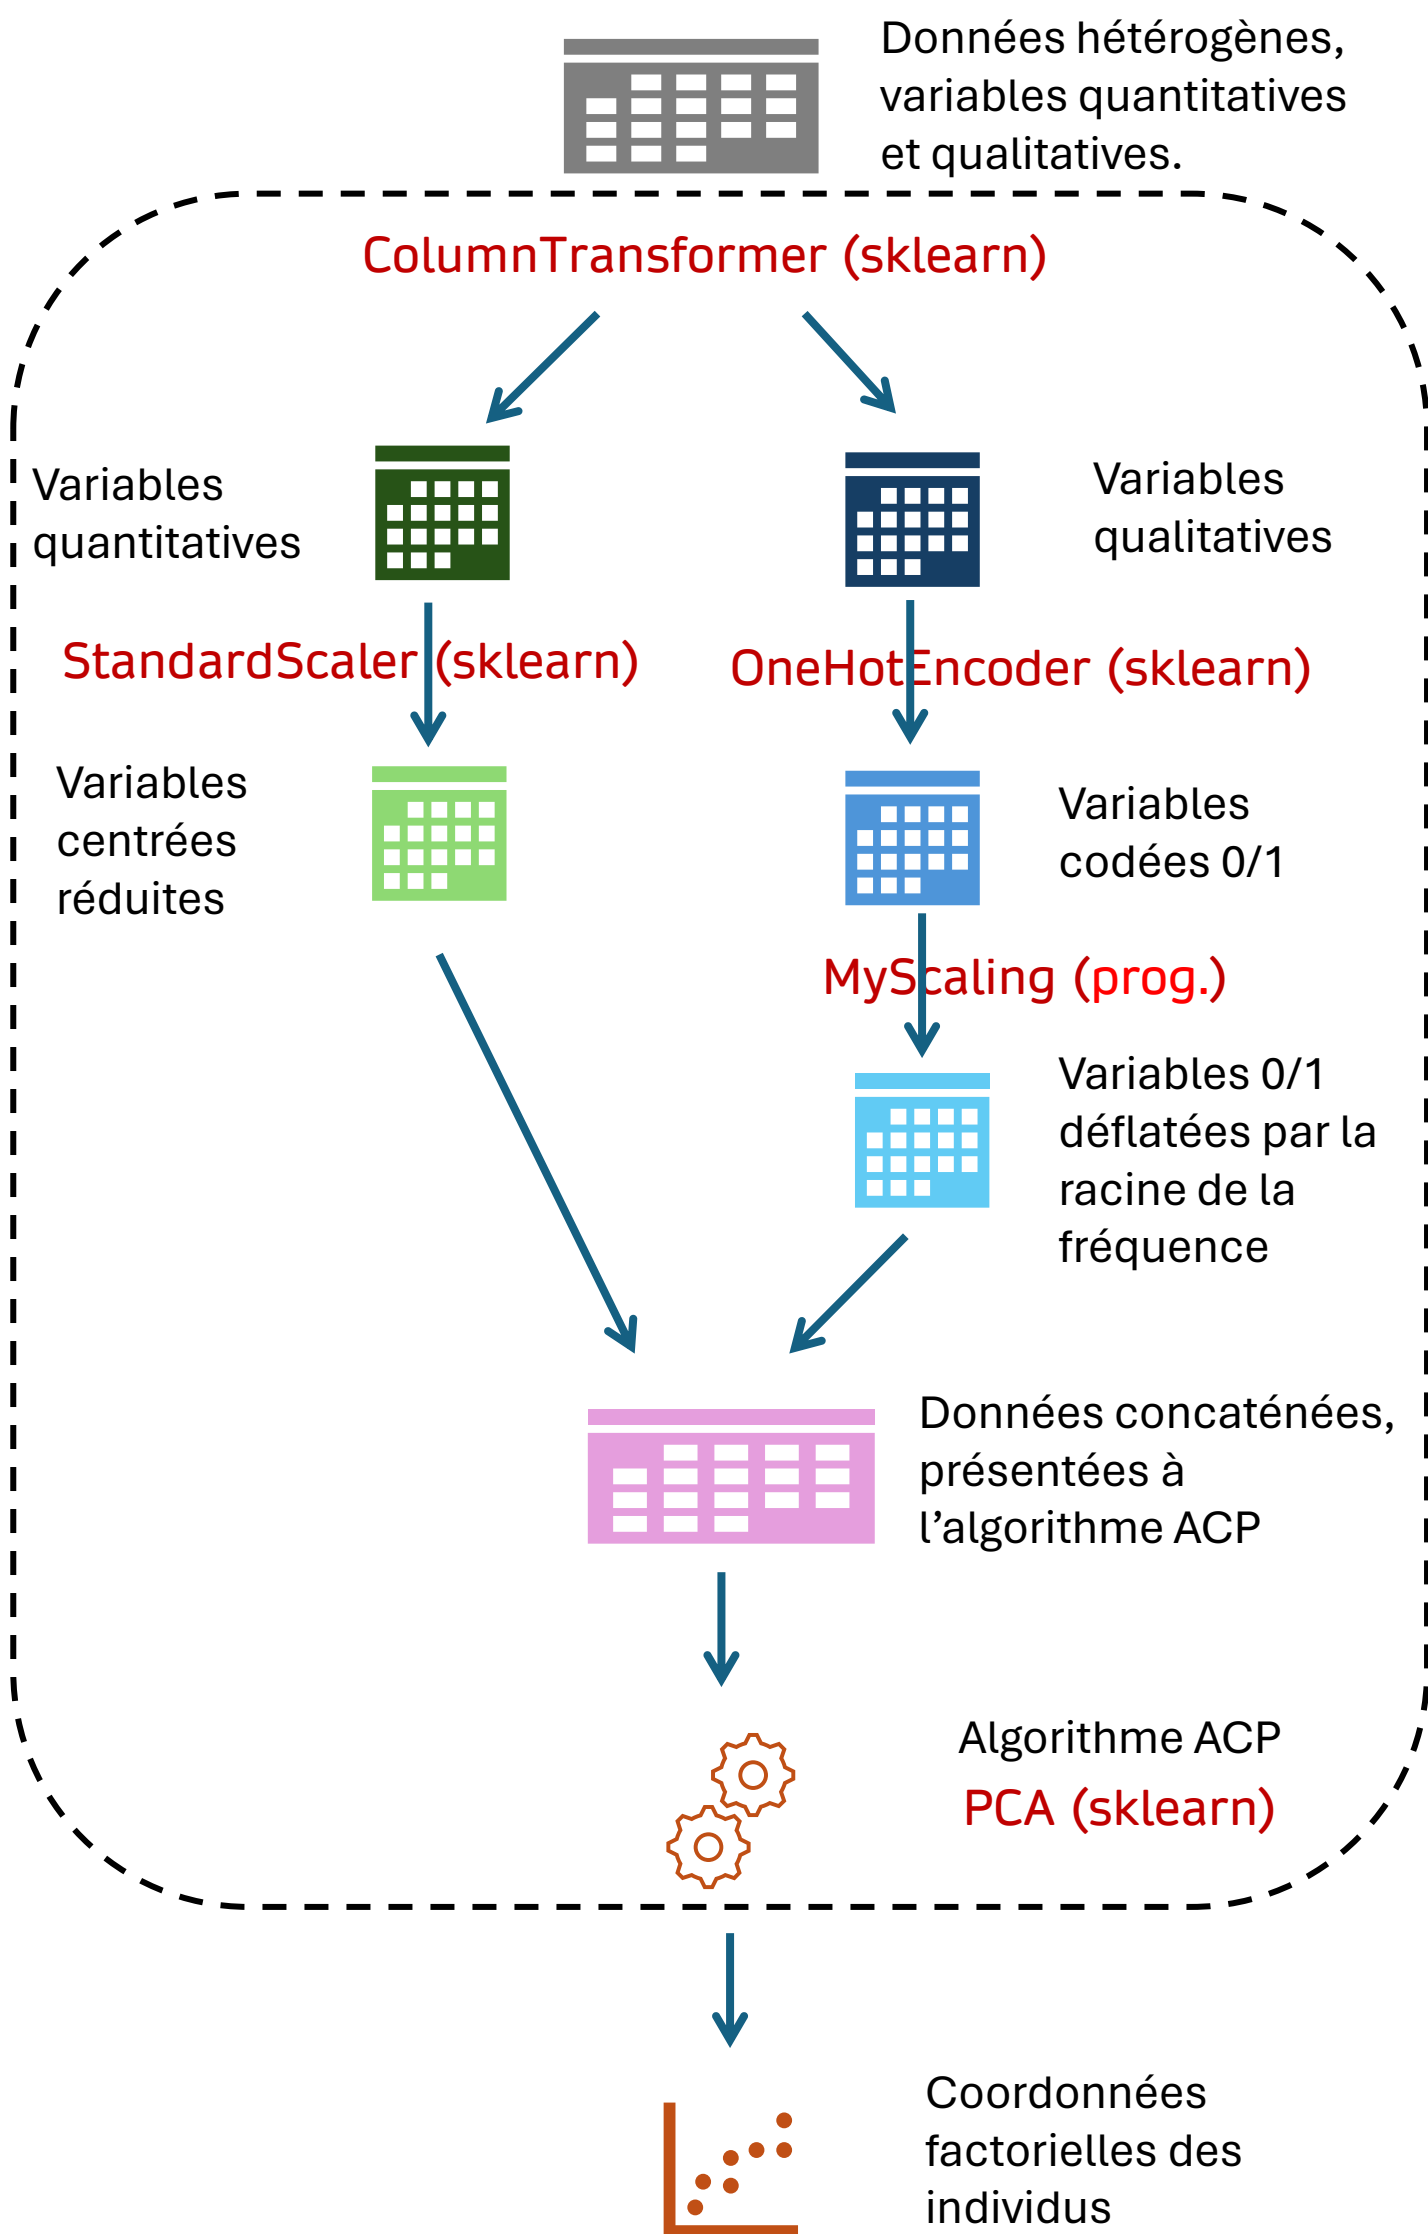 Données hétérogènes,
variables quantitatives
et qualitatives.
ColumnTransformer (sklearn)
Variables
quantitatives
Variables
qualitatives
StandardScaler (sklearn)
OneHotEncoder (sklearn)
Variables
centrées
réduites
Variables
codées 0/1
MyScaling (prog.)
Variables 0/1
déflatées par la
racine de la
fréquence
Données concaténées,
présentées à
l’algorithme ACP
Algorithme ACP
PCA (sklearn)
Coordonnées
factorielles des
individus